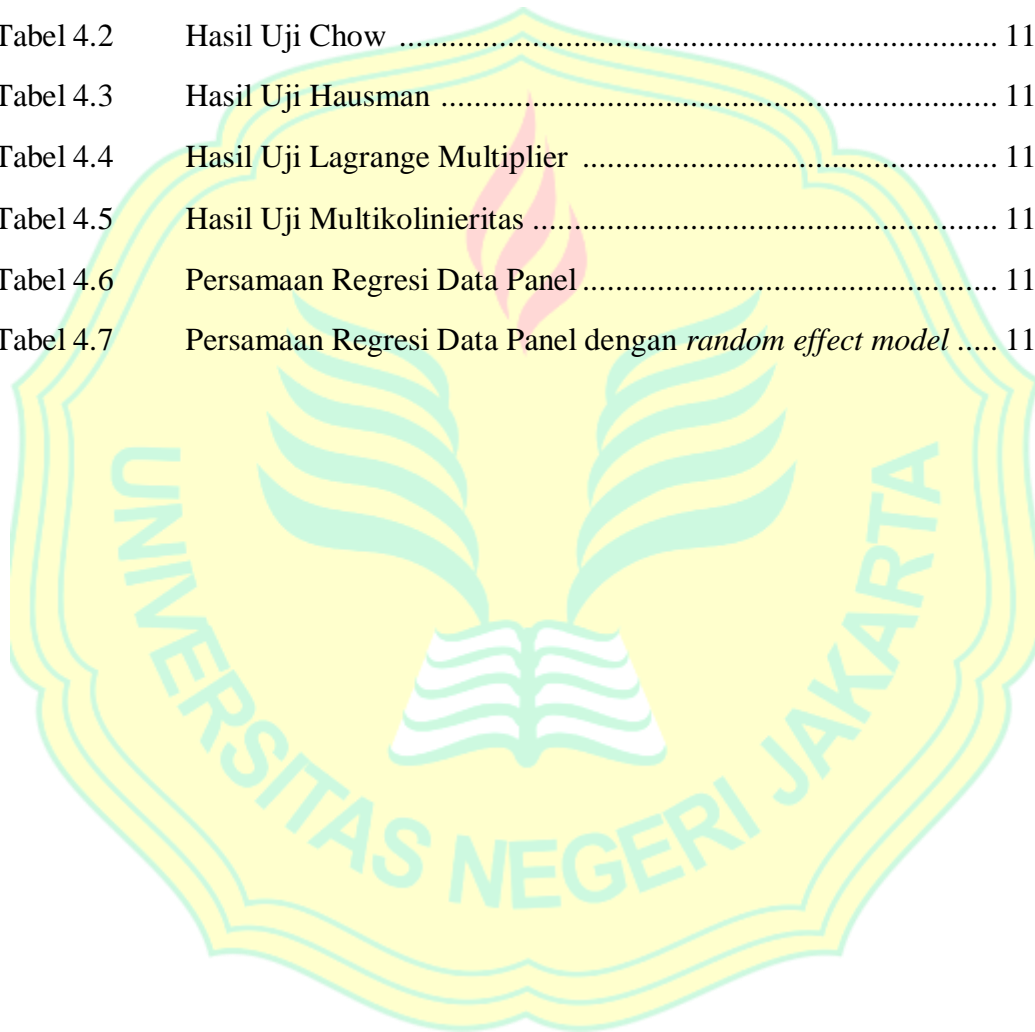 Tabel 4.2 Hasil Uji Chow ........................................................................... 11
Tabel 4.3 Hasil Uji Hausman ...................................................................... 11
Tabel 4.4 Hasil Uji Lagrange Multiplier .................................................... 11
Tabel 4.5 Hasil Uji Multikolinieritas .......................................................... 11
Tabel 4.6 Persamaan Regresi Data Panel .................................................... 11
Tabel 4.7 Persamaan Regresi Data Panel dengan random effect model ..... 11
UNIVERSITAS NEGERI JAKARTA